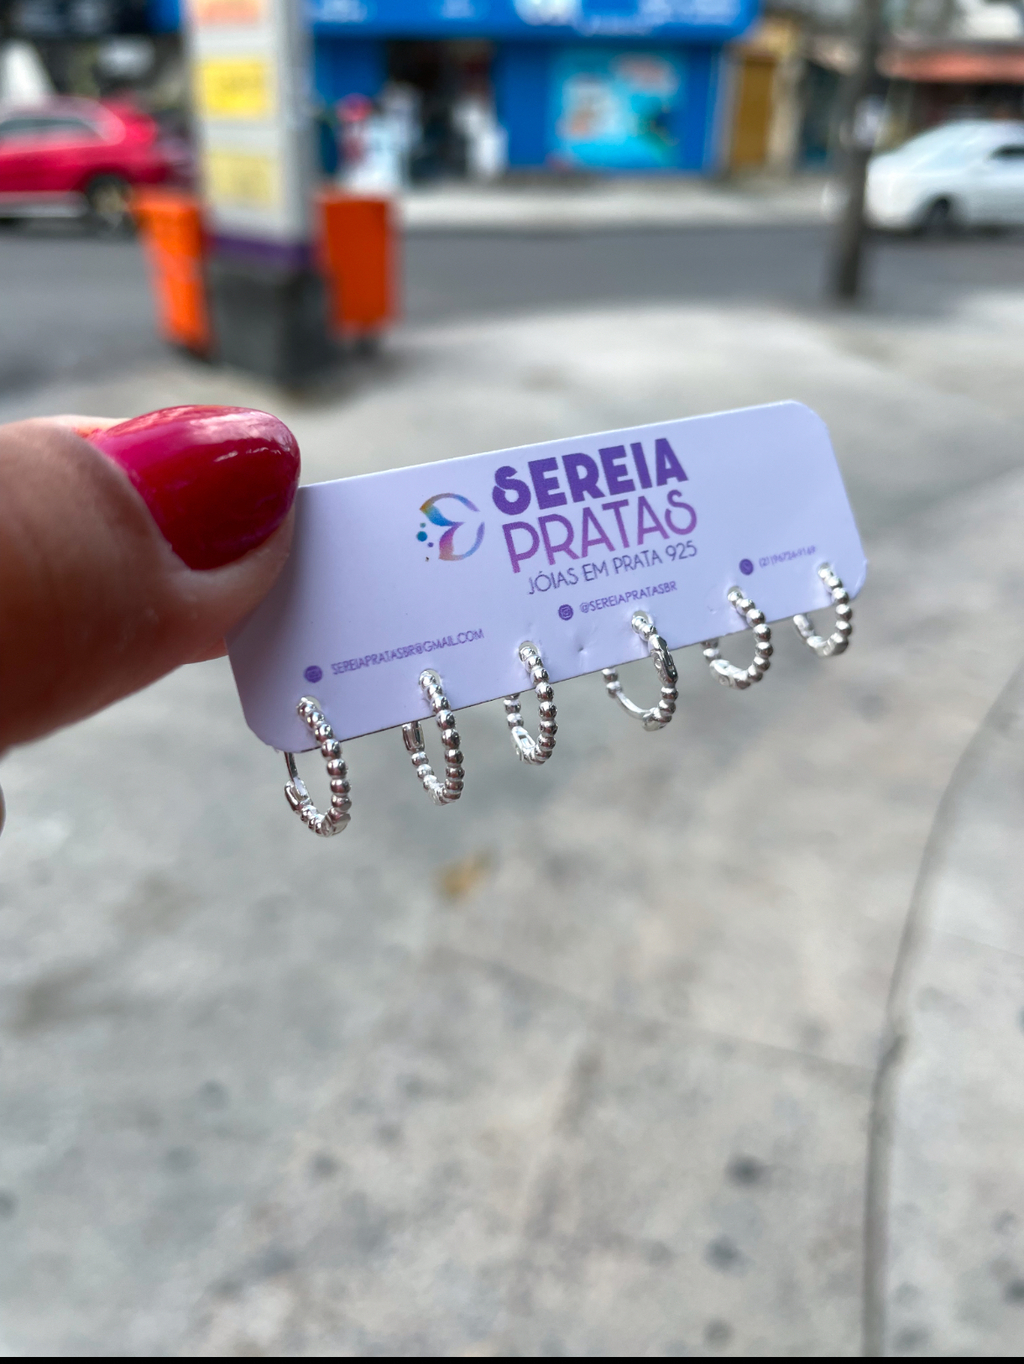 SEREIA
PRATAS
JÓIAS EM PRATA 925
@SEREIAPRATASBR
SEREIAPRATASBR@GMAIL.COM